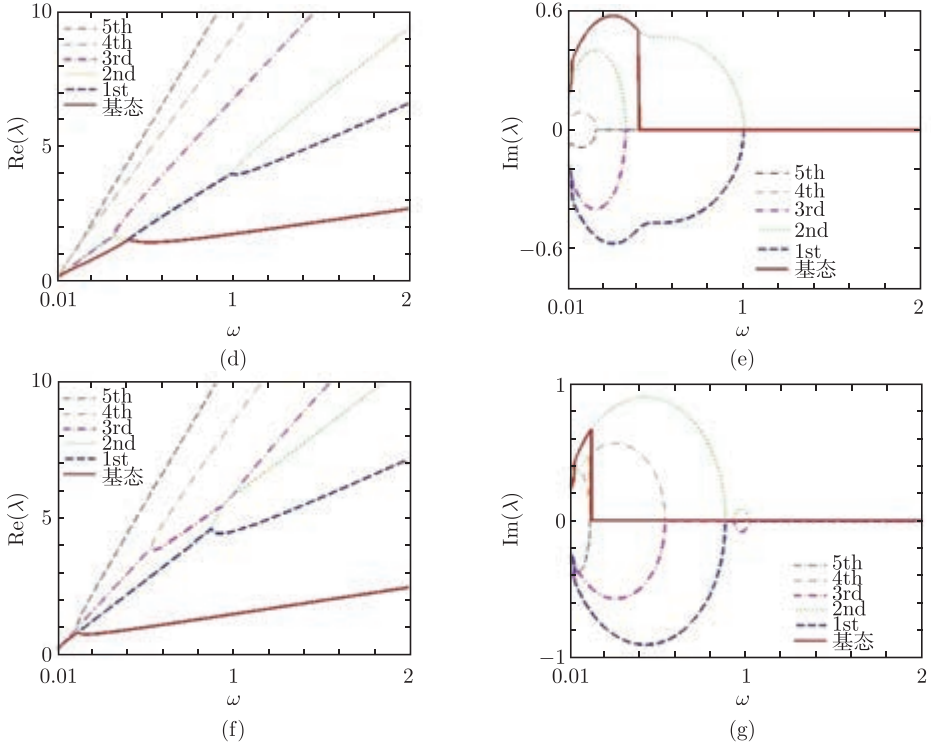 10
5
0
Re(λ)
5th
4th
3rd
2nd
1st
基态
0.01
1
2
ω
(d)
0.6
0
−0.6
Im(λ)
5th
4th
3rd
2nd
1st
基态
0.01
1
2
ω
(e)
10
5
0
Re(λ)
5th
4th
3rd
2nd
1st
基态
0.01
1
2
ω
(f)
1
0
−1
Im(λ)
5th
4th
3rd
2nd
1st
基态
0.01
1
2
ω
(g)